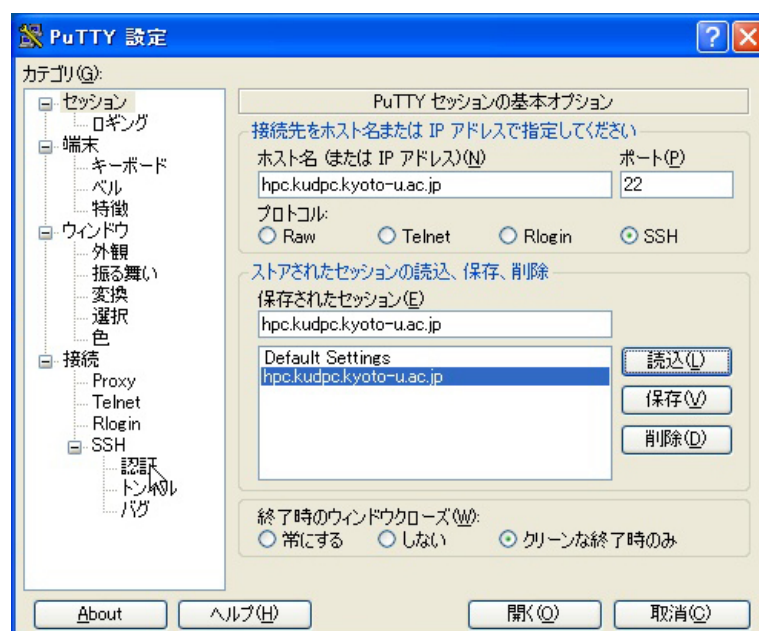 PuTTY 設定
カテゴリ(G):
セッション
ロギング
端末
キーボード
ベル
特徴
ウィンドウ
外観
振る舞い
変換
選択
色
接続
Proxy
Telnet
Rlogin
SSH
認証
トンネル
バグ
PuTTY セッションの基本オプション
接続先をホスト名または IP アドレスで指定してください
ホスト名 (または IP アドレス)(N) ポート(P)
hpc.kudpc.kyoto-u.ac.jp 22
プロトコル:
Raw Telnet Rlogin SSH
ストアされたセッションの読込、保存、削除
保存されたセッション(E)
hpc.kudpc.kyoto-u.ac.jp
Default Settings
hpc.kudpc.kyoto-u.ac.jp
読込(L)
保存(V)
削除(D)
終了時のウィンドウクローズ(W):
常にする しない クリーンな終了時のみ
About ヘルプ(H) 開く(O) 取消(C)